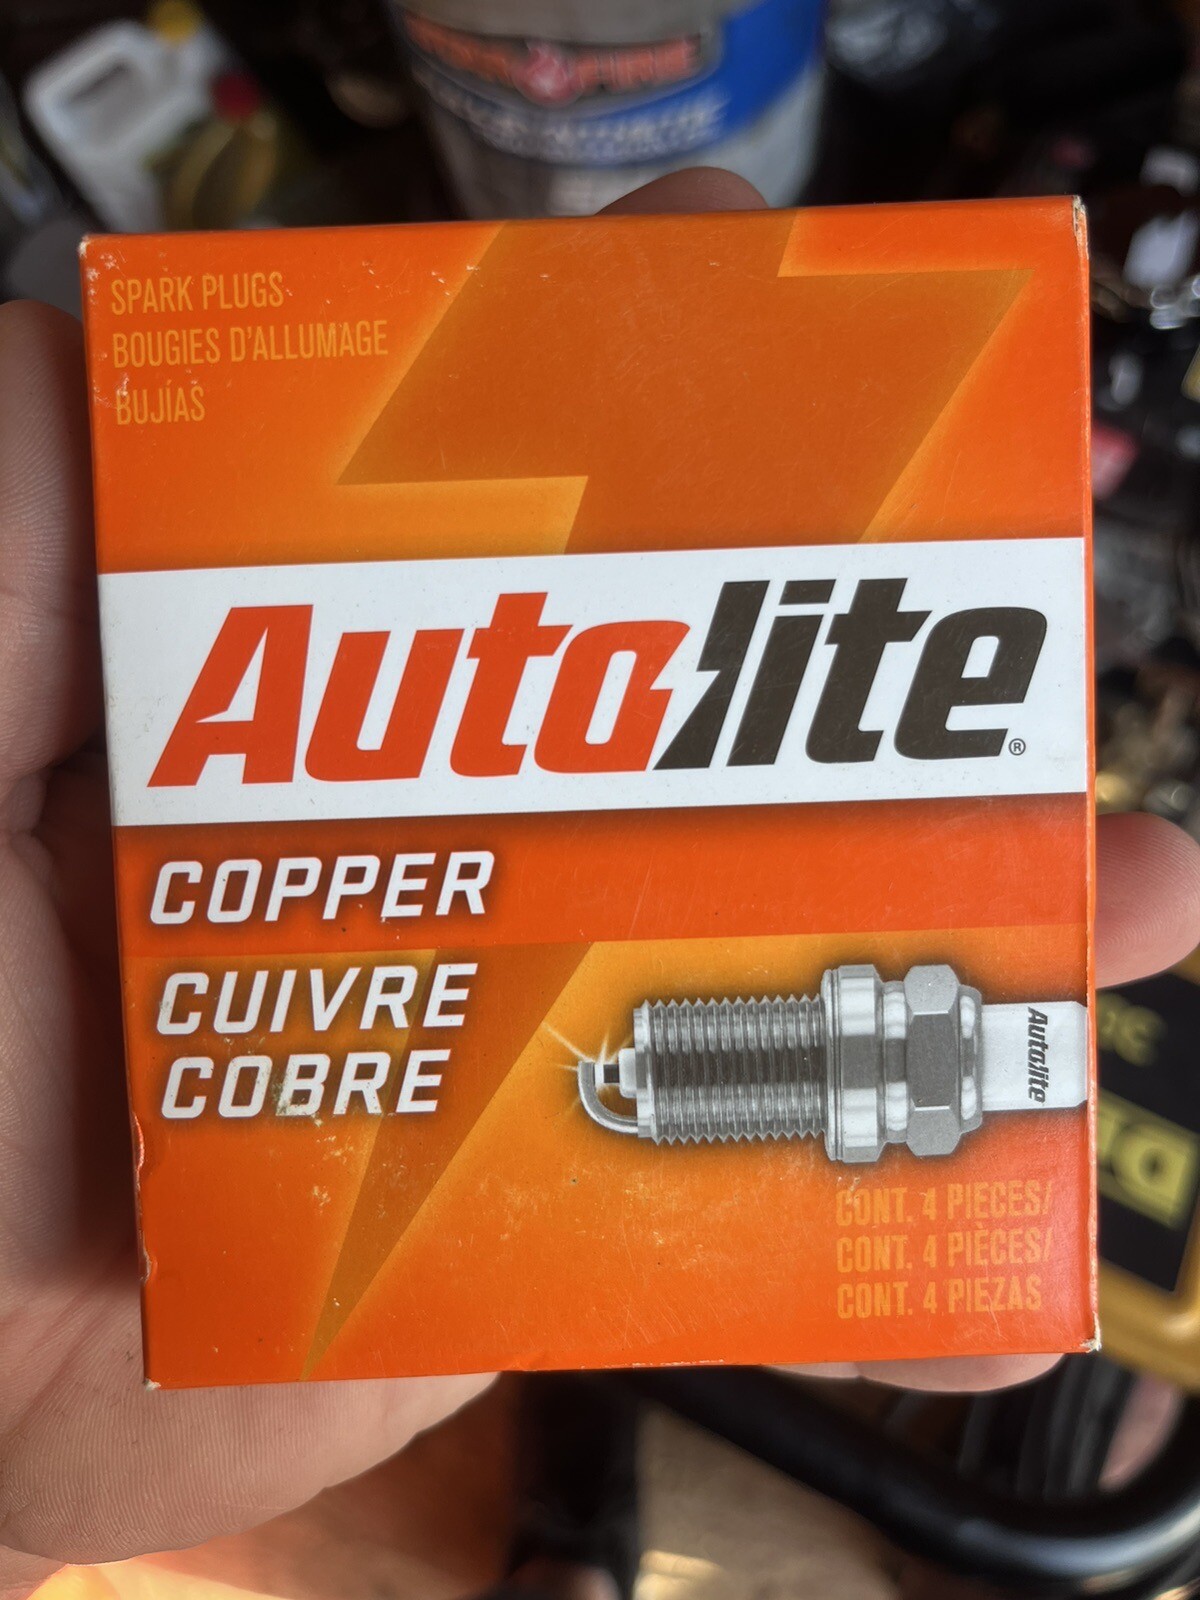 SPARK PLUGS
BOUGIES D'ALLUMAGE
BUJÍAS
Autolite®
COPPER
CUIVRE
COBRE
Autolite
CONT. 4 PIECES/
CONT. 4 PIÈCES/
CONT. 4 PIEZAS